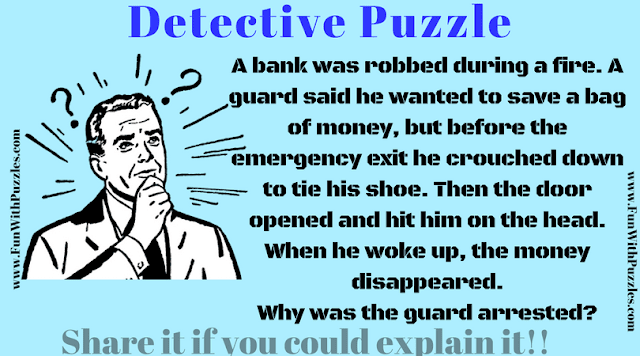 Detective Puzzle
A bank was robbed during a fire. A
guard said he wanted to save a bag
of money, but before the
emergency exit he crouched down
to tie his shoe. Then the door
opened and hit him on the head.
When he woke up, the money
disappeared.
Why was the guard arrested?
Share it if you could explain it!!
www.FunWithPuzzles.com
www.FunWithPuzzles.com
? ?